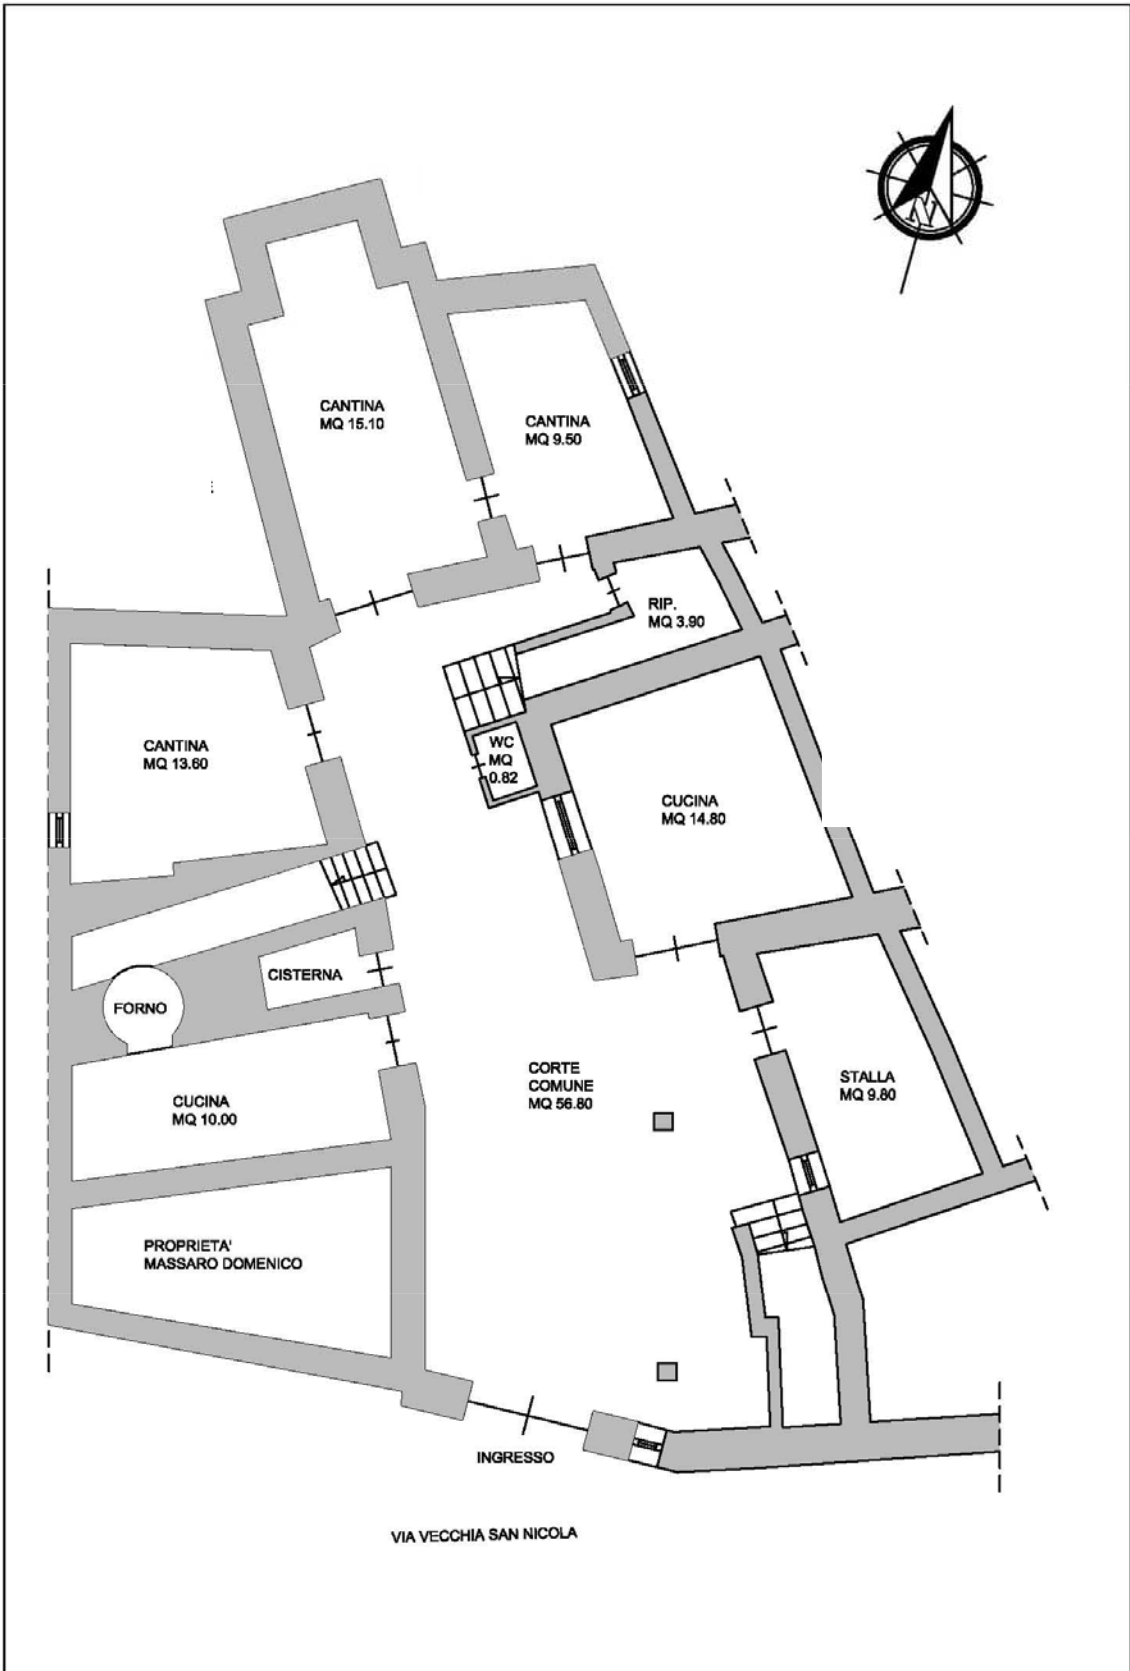 N
CANTINA
MQ 15.10
CANTINA
MQ 9.50
RIP.
MQ 3.90
CANTINA
MQ 13.60
WC
MQ
0.82
CUCINA
MQ 14.80
CISTERNA
FORNO
CORTE
COMUNE
MQ 56.80
STALLA
MQ 9.80
CUCINA
MQ 10.00
PROPRIETA'
MASSARO DOMENICO
INGRESSO
VIA VECCHIA SAN NICOLA